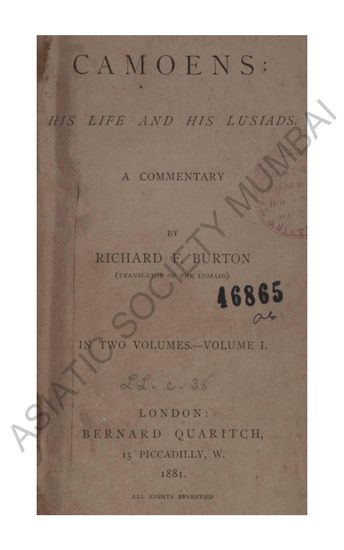 CAMOENS:
HIS LIFE AND HIS LUSIADS.
A COMMENTARY
BY
RICHARD F. BURTON
(TRANSLATOR OF THE LUSIADS).
46865
IN TWO VOLUMES.—VOLUME I.
LONDON:
BERNARD QUARITCH,
15 PICCADILLY, W.
1881.
ALL RIGHTS RESERVED
ASIATIC SOCIETY MUMBAI